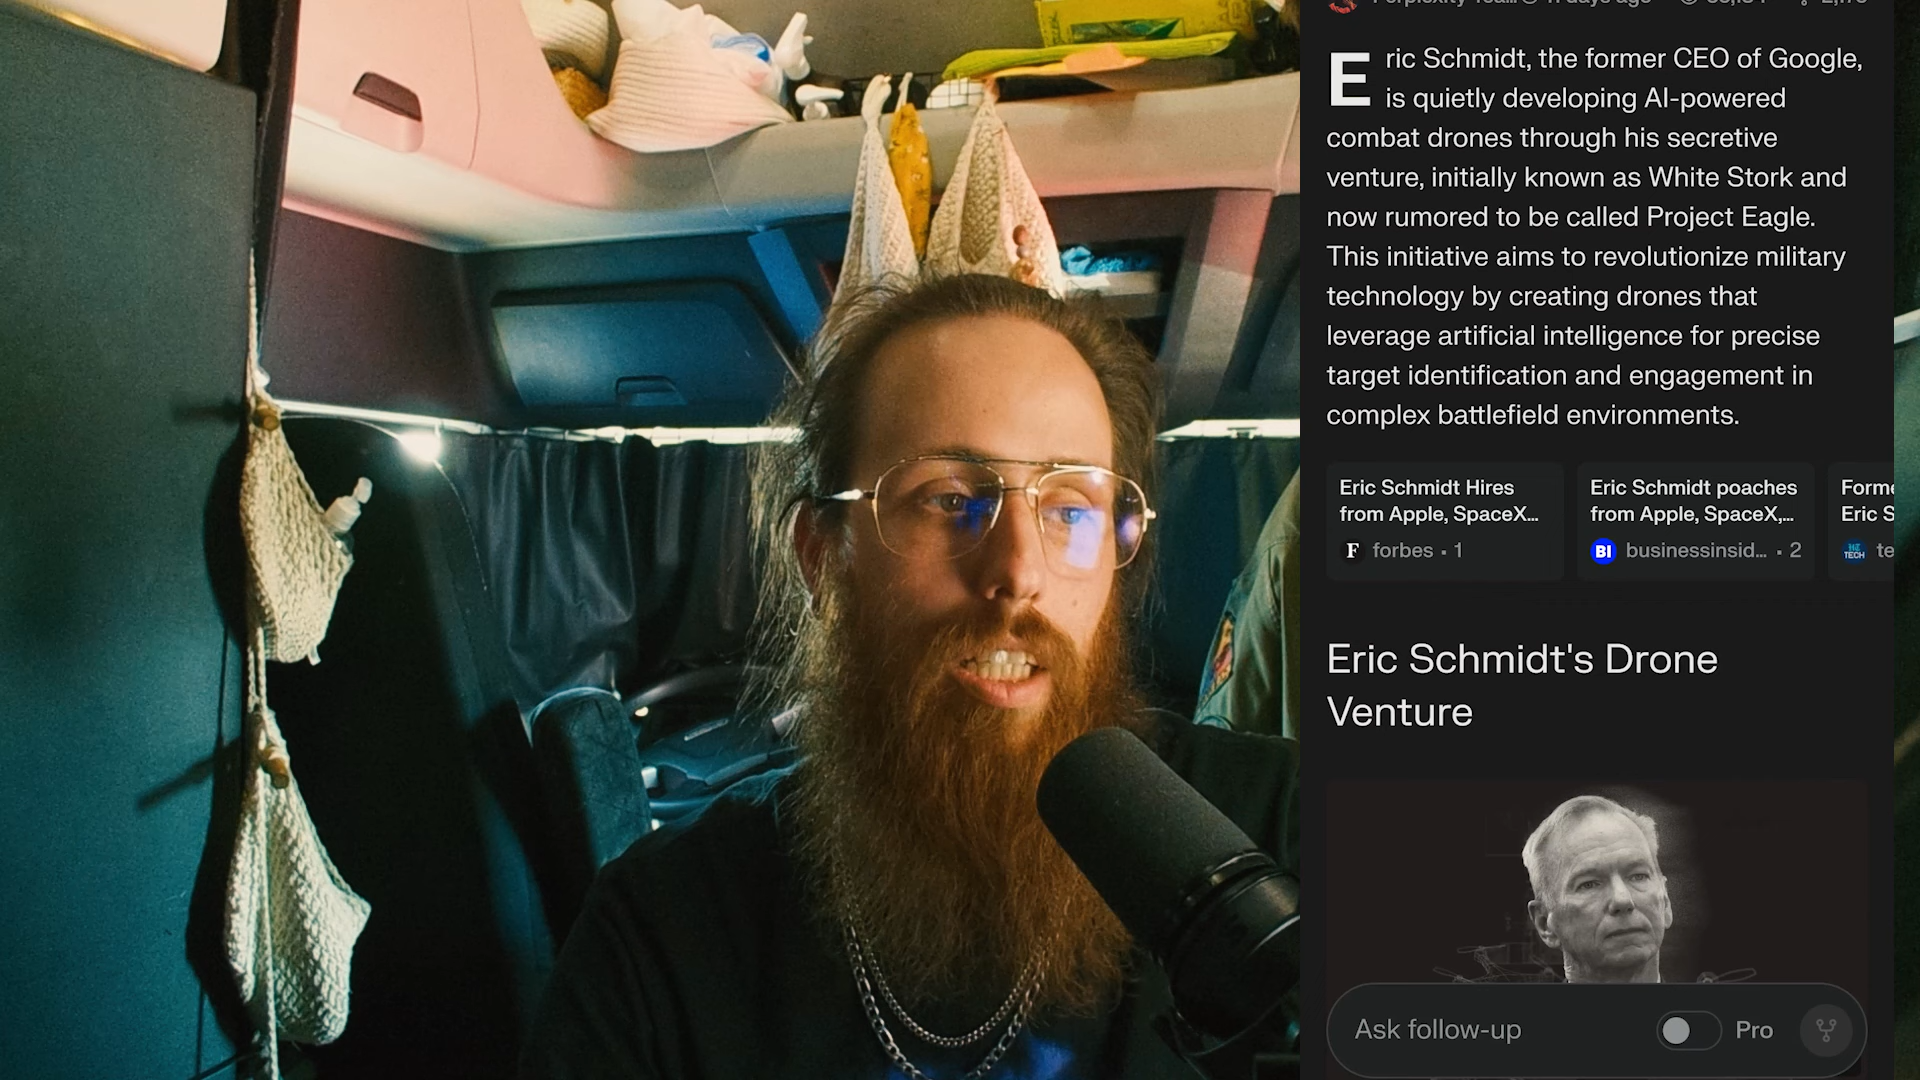 Eric Schmidt, the former CEO of Google,
is quietly developing AI-powered
combat drones through his secretive
venture, initially known as White Stork and
now rumored to be called Project Eagle.
This initiative aims to revolutionize military
technology by creating drones that
leverage artificial intelligence for precise
target identification and engagement in
complex battlefield environments.
Eric Schmidt Hires
from Apple, SpaceX...
F forbes · 1
Eric Schmidt poaches
from Apple, SpaceX,...
BI businessinsid... · 2
Eric Schmidt's Drone
Venture
Ask follow-up
Pro